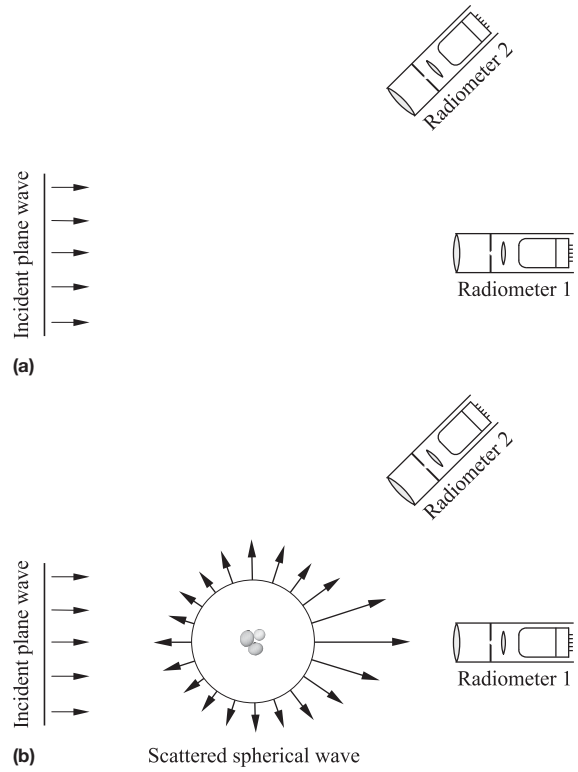 Radiometer 2
Incident plane wave
Radiometer 1
(a)
Radiometer 2
Incident plane wave
Radiometer 1
(b)
Scattered spherical wave